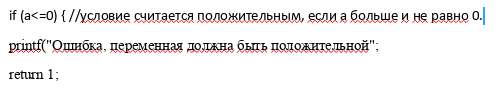 if (a<=0) { //условие считается положительным, если а больше и не равно 0.
printf("Ошибка, переменная должна быть положительной";
return 1;